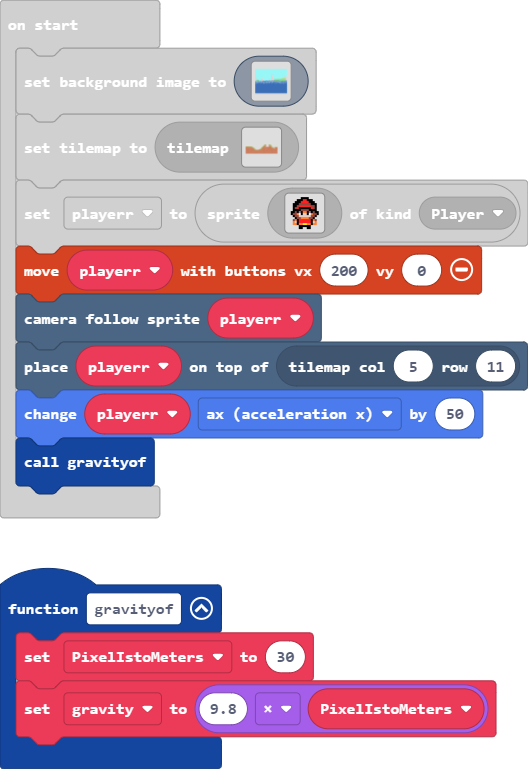 on start
set background image to
set tilemap to tilemap
set playerr to sprite of kind Player
move playerr with buttons vx 200 vy 0
camera follow sprite playerr
place playerr on top of tilemap col 5 row 11
change playerr ax (acceleration x) by 50
call gravityof
function gravityof
set PixelIstoMeters to 30
set gravity to 9.8 × PixelIstoMeters